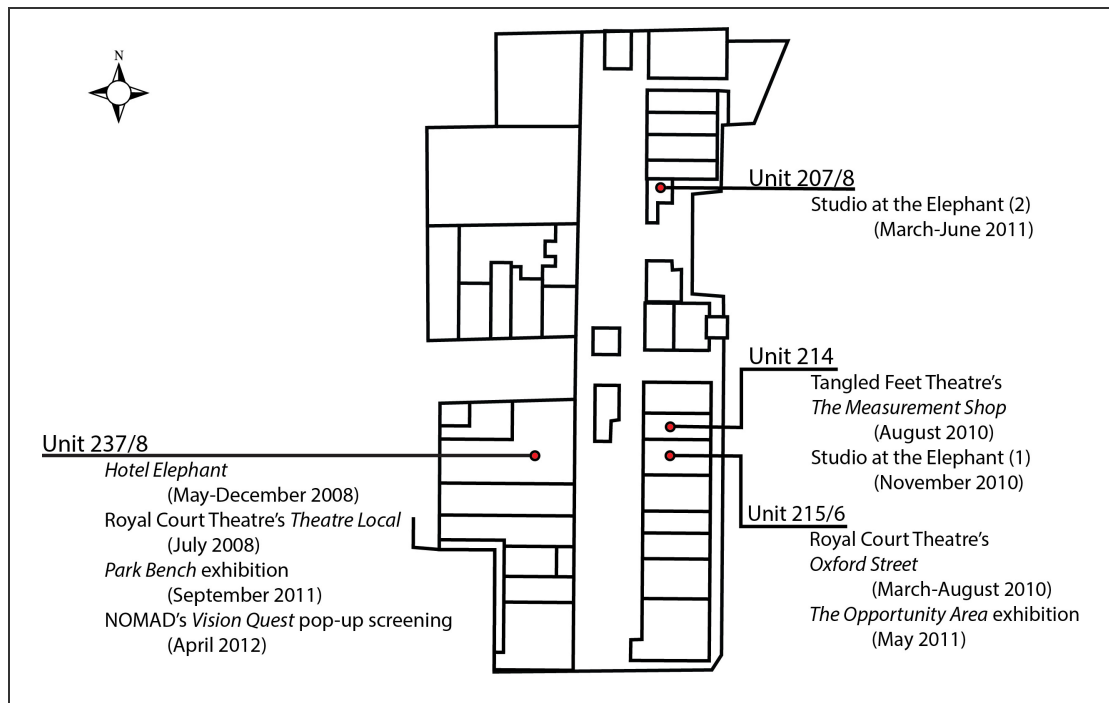 N
Unit 207/8
Studio at the Elephant (2)
(March-June 2011)
Unit 214
Tangled Feet Theatre's
The Measurement Shop
(August 2010)
Studio at the Elephant (1)
(November 2010)
Unit 237/8
Hotel Elephant
(May-December 2008)
Royal Court Theatre's Theatre Local
(July 2008)
Park Bench exhibition
(September 2011)
NOMAD's Vision Quest pop-up screening
(April 2012)
Unit 215/6
Royal Court Theatre's
Oxford Street
(March-August 2010)
The Opportunity Area exhibition
(May 2011)